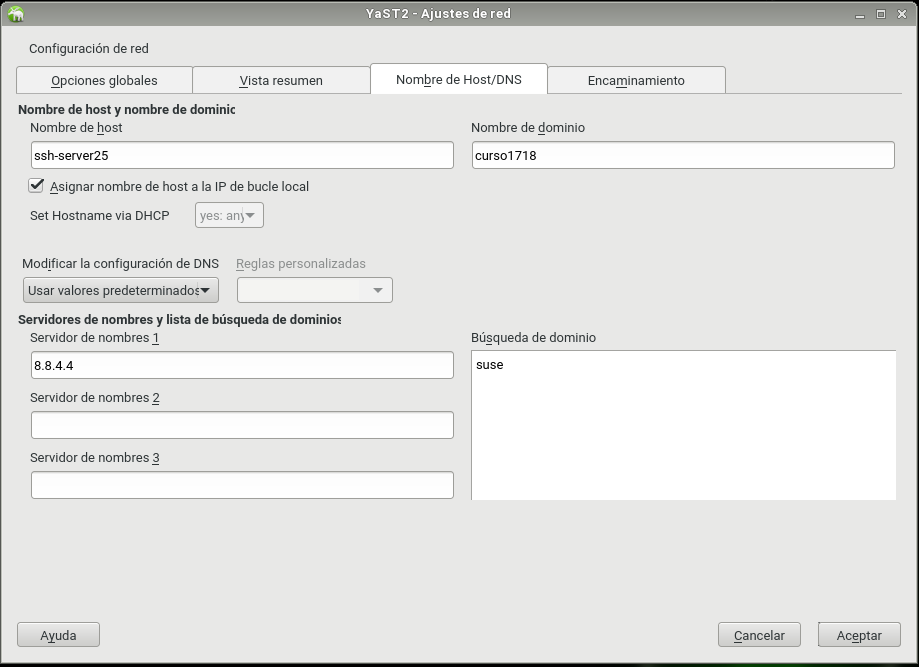 YaST2 - Ajustes de red
Configuración de red
Opciones globales
Vista resumen
Nombre de Host/DNS
Encaminamiento
Nombre de host y nombre de dominic
Nombre de host
Nombre de dominio
ssh-server25
curso1718
Asignar nombre de host a la IP de bucle local
Set Hostname via DHCP
yes: any
Modificar la configuración de DNS
Reglas personalizadas
Usar valores predeterminados
Servidores de nombres y lista de búsqueda de dominios
Servidor de nombres 1
Búsqueda de dominio
8.8.4.4
suse
Servidor de nombres 2
Servidor de nombres 3
Ayuda
Cancelar
Aceptar